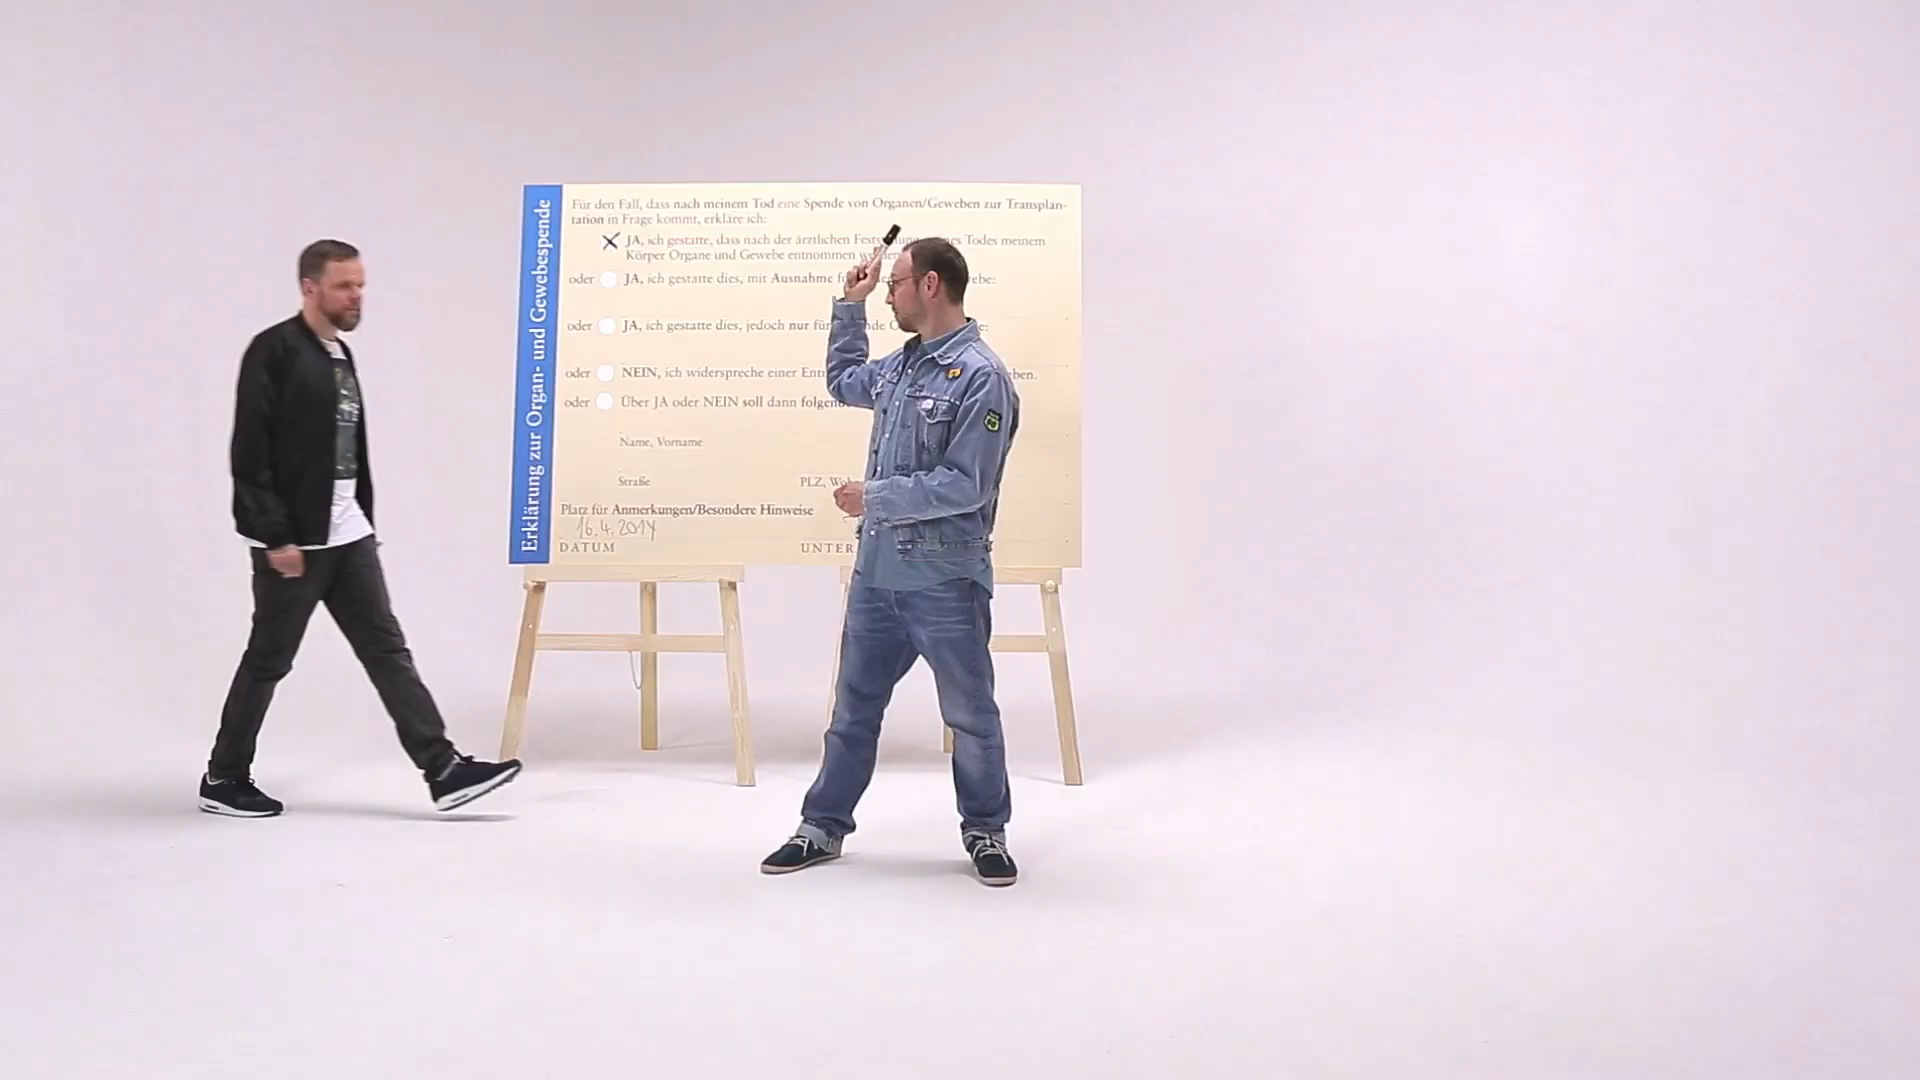 Erklärung zur Organ- und Gewebespende
Für den Fall, dass nach meinem Tod eine Spende von Organen/Geweben zur Transplan-
tation in Frage kommt, erkläre ich:
JA, ich gestatte, dass nach der ärztlichen Todes meinem
Körper Organe und Gewebe entnommen
oder JA, ich gestatte dies, mit Ausnahme
oder JA, ich gestatte dies, jedoch nur für
oder NEIN, ich widerspreche einer
oder Über JA oder NEIN soll dann
Name, Vorname
Straße PLZ,
Platz für Anmerkungen/Besondere Hinweise
16.4.2014
DATUM